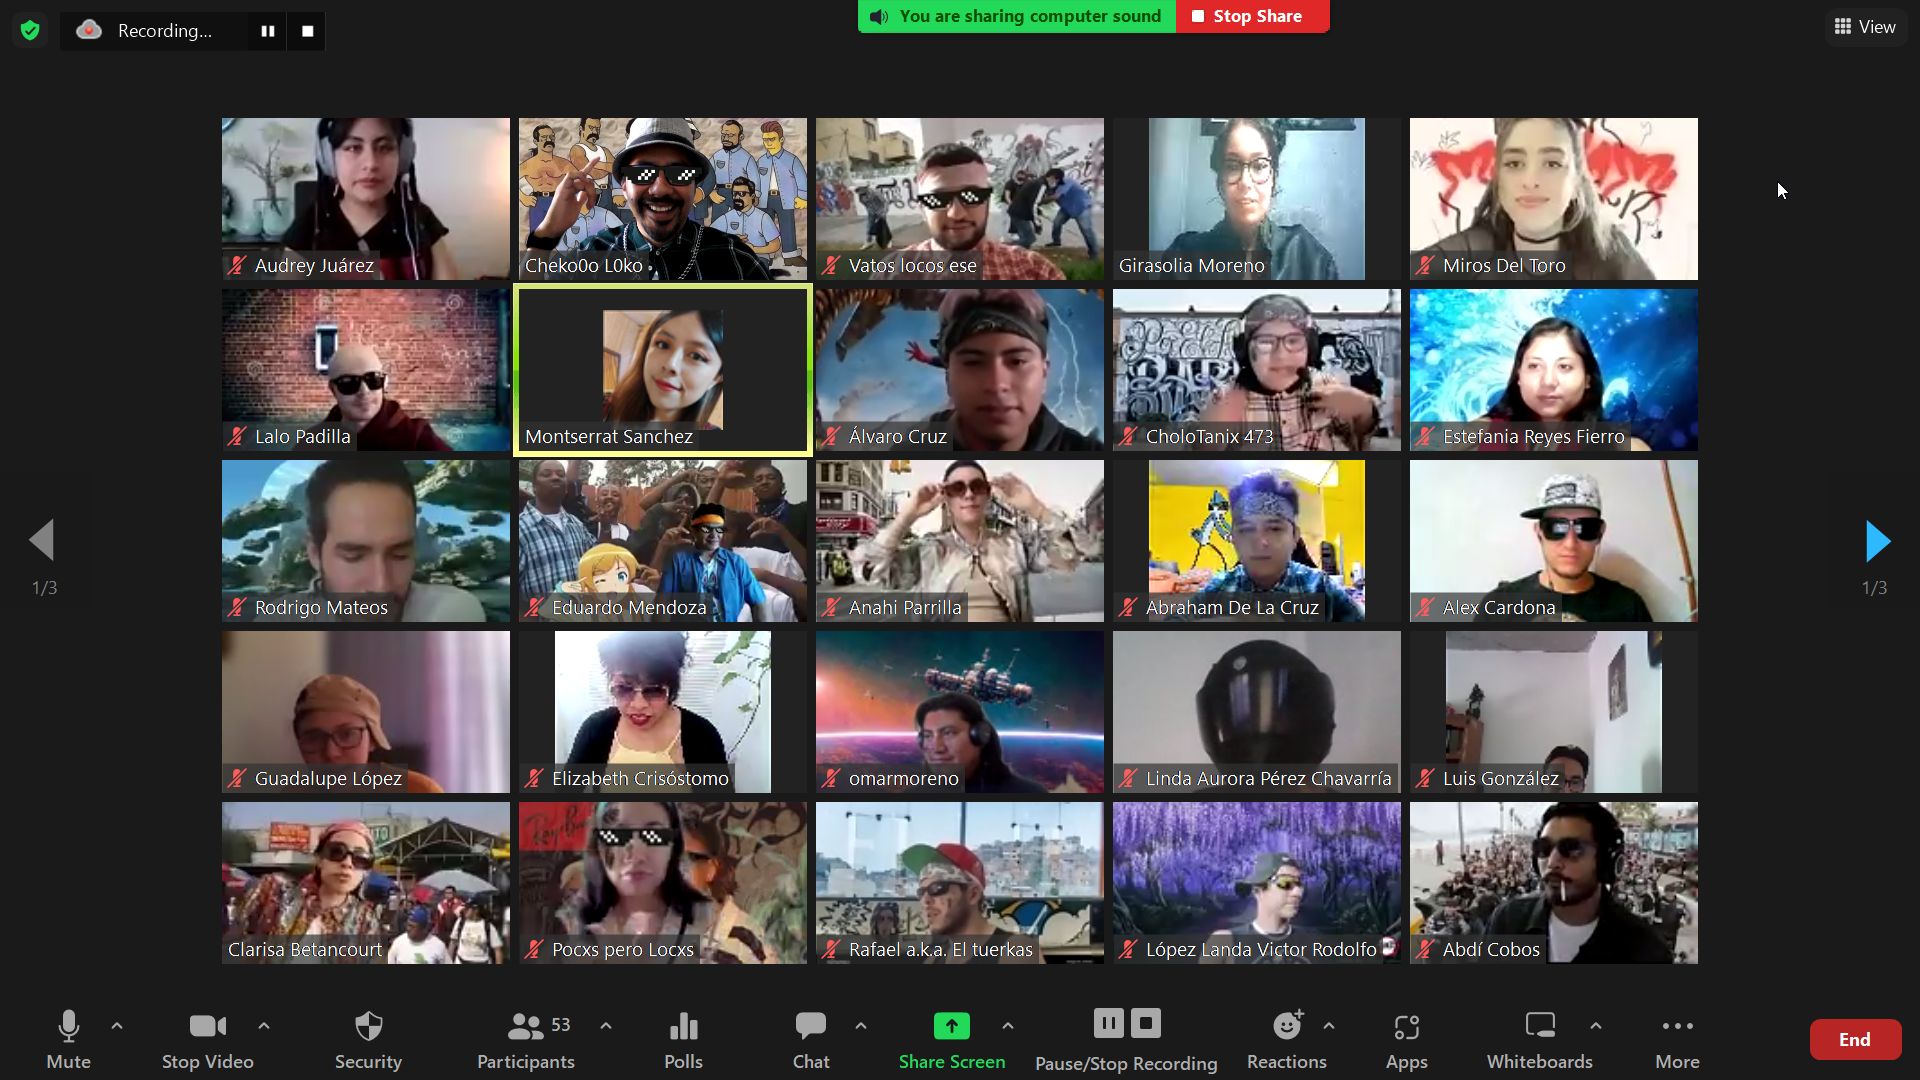 Recording...
You are sharing computer sound
Stop Share
View
Audrey Juárez
Cheko0o L0ko
Vatos locos ese
Girasolia Moreno
Miros Del Toro
Lalo Padilla
Montserrat Sanchez
Álvaro Cruz
CholoTanix 473
Estefania Reyes Fierro
Rodrigo Mateos
Eduardo Mendoza
Anahi Parrilla
Abraham De La Cruz
Alex Cardona
1/3
1/3
Guadalupe López
Elizabeth Crisóstomo
omarmoreno
Linda Aurora Pérez Chavarría
Luis González
Clarisa Betancourt
Pocxs pero Locxs
Rafael a.k.a. El tuerkas
López Landa Victor Rodolfo
Abdí Cobos
53
Mute
Stop Video
Security
Participants
Polls
Chat
Share Screen
Pause/Stop Recording
Reactions
Apps
Whiteboards
More
End